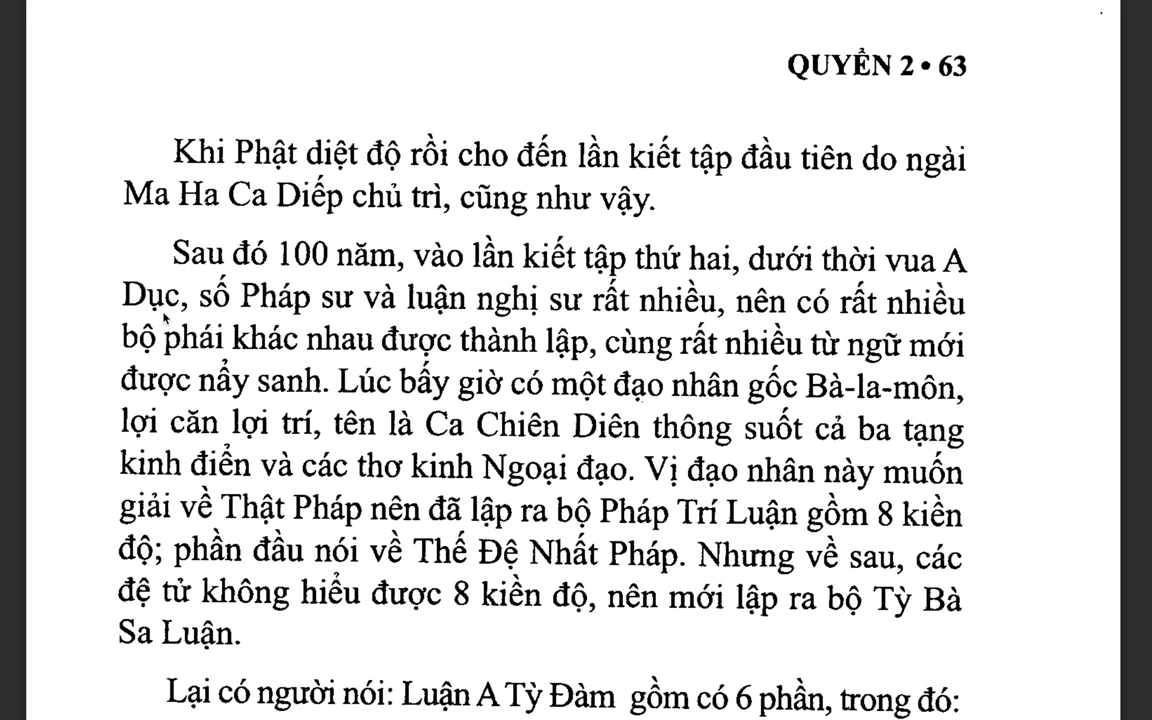 QUYỂN 2 • 63
Khi Phật diệt độ rồi cho đến lần kiết tập đầu tiên do ngài
Ma Ha Ca Diếp chủ trì, cũng như vậy.
Sau đó 100 năm, vào lần kiết tập thứ hai, dưới thời vua A
Dục, số Pháp sư và luận nghị sư rất nhiều, nên có rất nhiều
bộ phái khác nhau được thành lập, cùng rất nhiều từ ngữ mới
được nẩy sanh. Lúc bấy giờ có một đạo nhân gốc Bà-la-môn,
lợi căn lợi trí, tên là Ca Chiên Diên thông suốt cả ba tạng
kinh điển và các thơ kinh Ngoại đạo. Vị đạo nhân này muốn
giải về Thật Pháp nên đã lập ra bộ Pháp Trí Luận gồm 8 kiền
độ; phần đầu nói về Thế Đệ Nhất Pháp. Nhưng về sau, các
đệ tử không hiểu được 8 kiền độ, nên mới lập ra bộ Tỳ Bà
Sa Luận.
Lại có người nói: Luận A Tỳ Đàm gồm có 6 phần, trong đó: